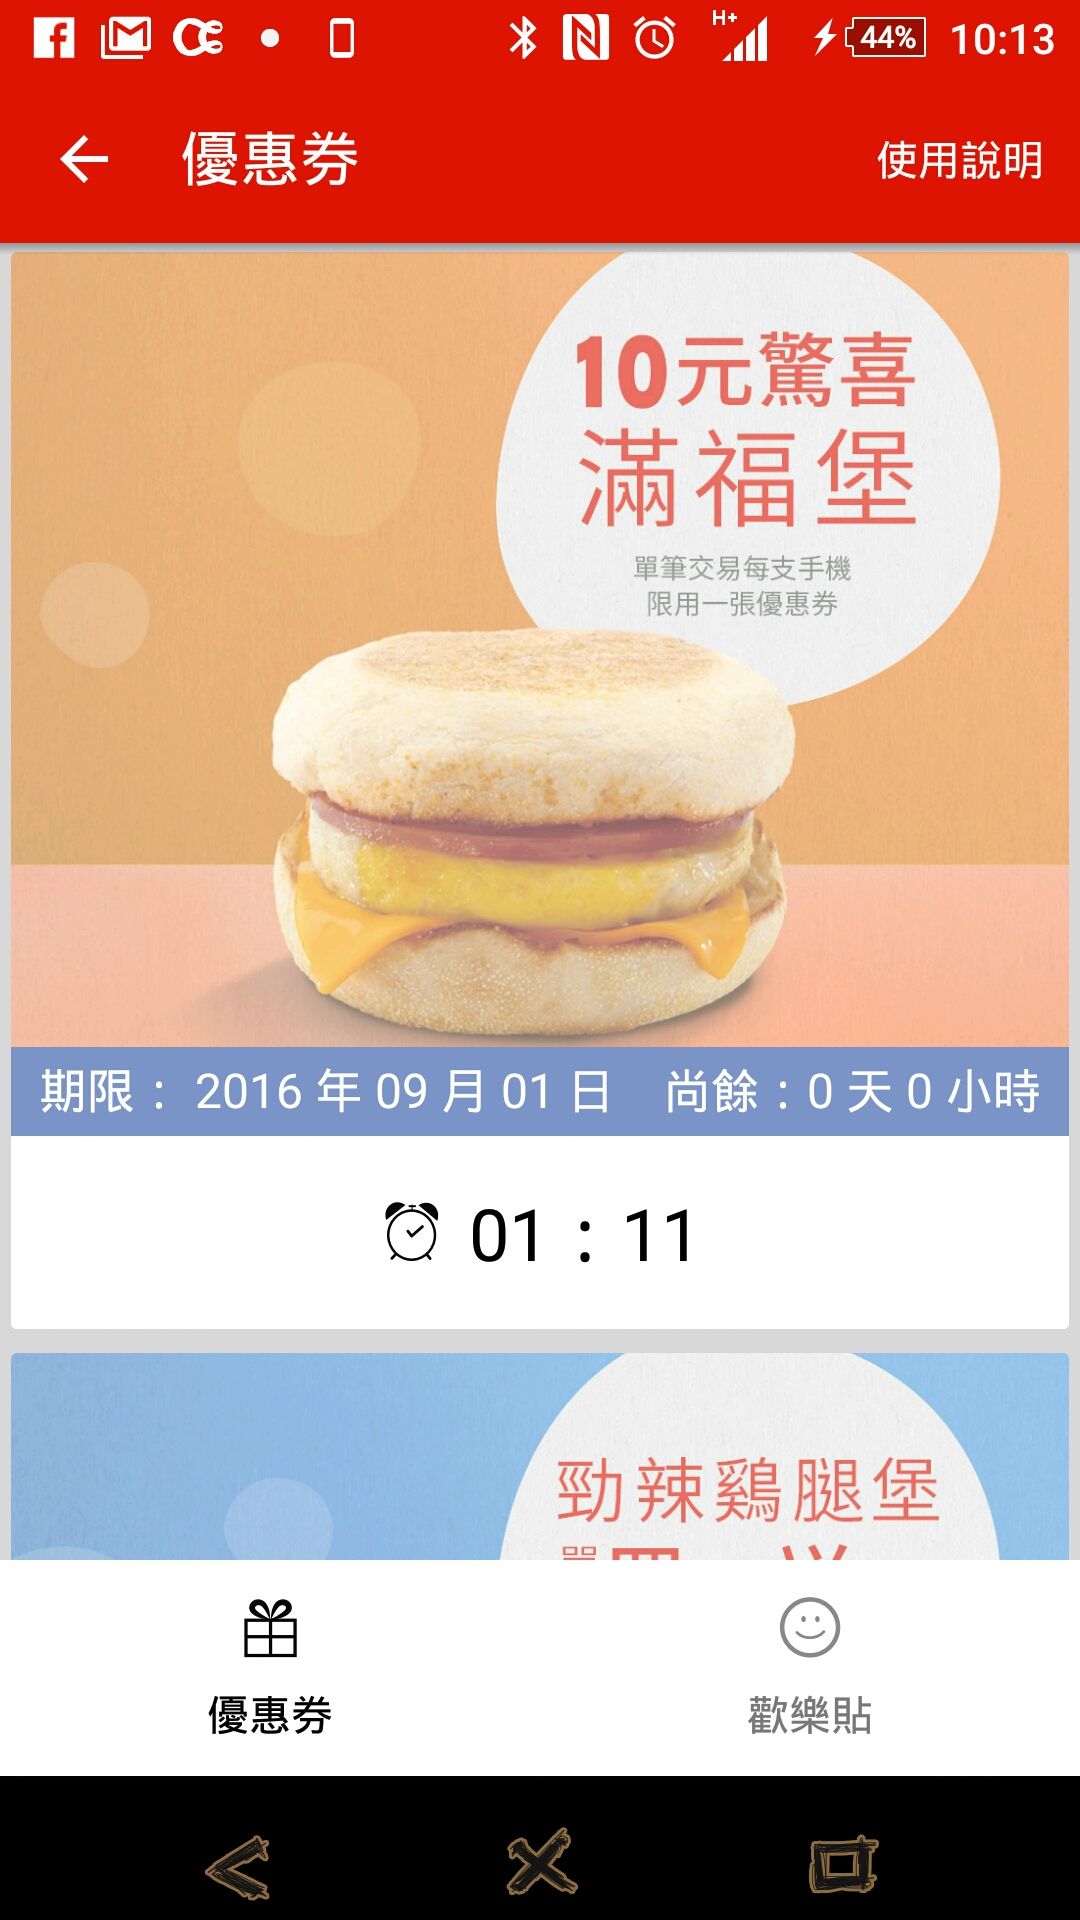 H+ 44% 10:13
優惠券 使用說明
10元驚喜
滿福堡
單筆交易每支手機
限用一張優惠券
期限： 2016 年 09 月 01 日 尚餘：0 天 0 小時
01 : 11
勁辣鷄腿堡
優惠券 歡樂貼